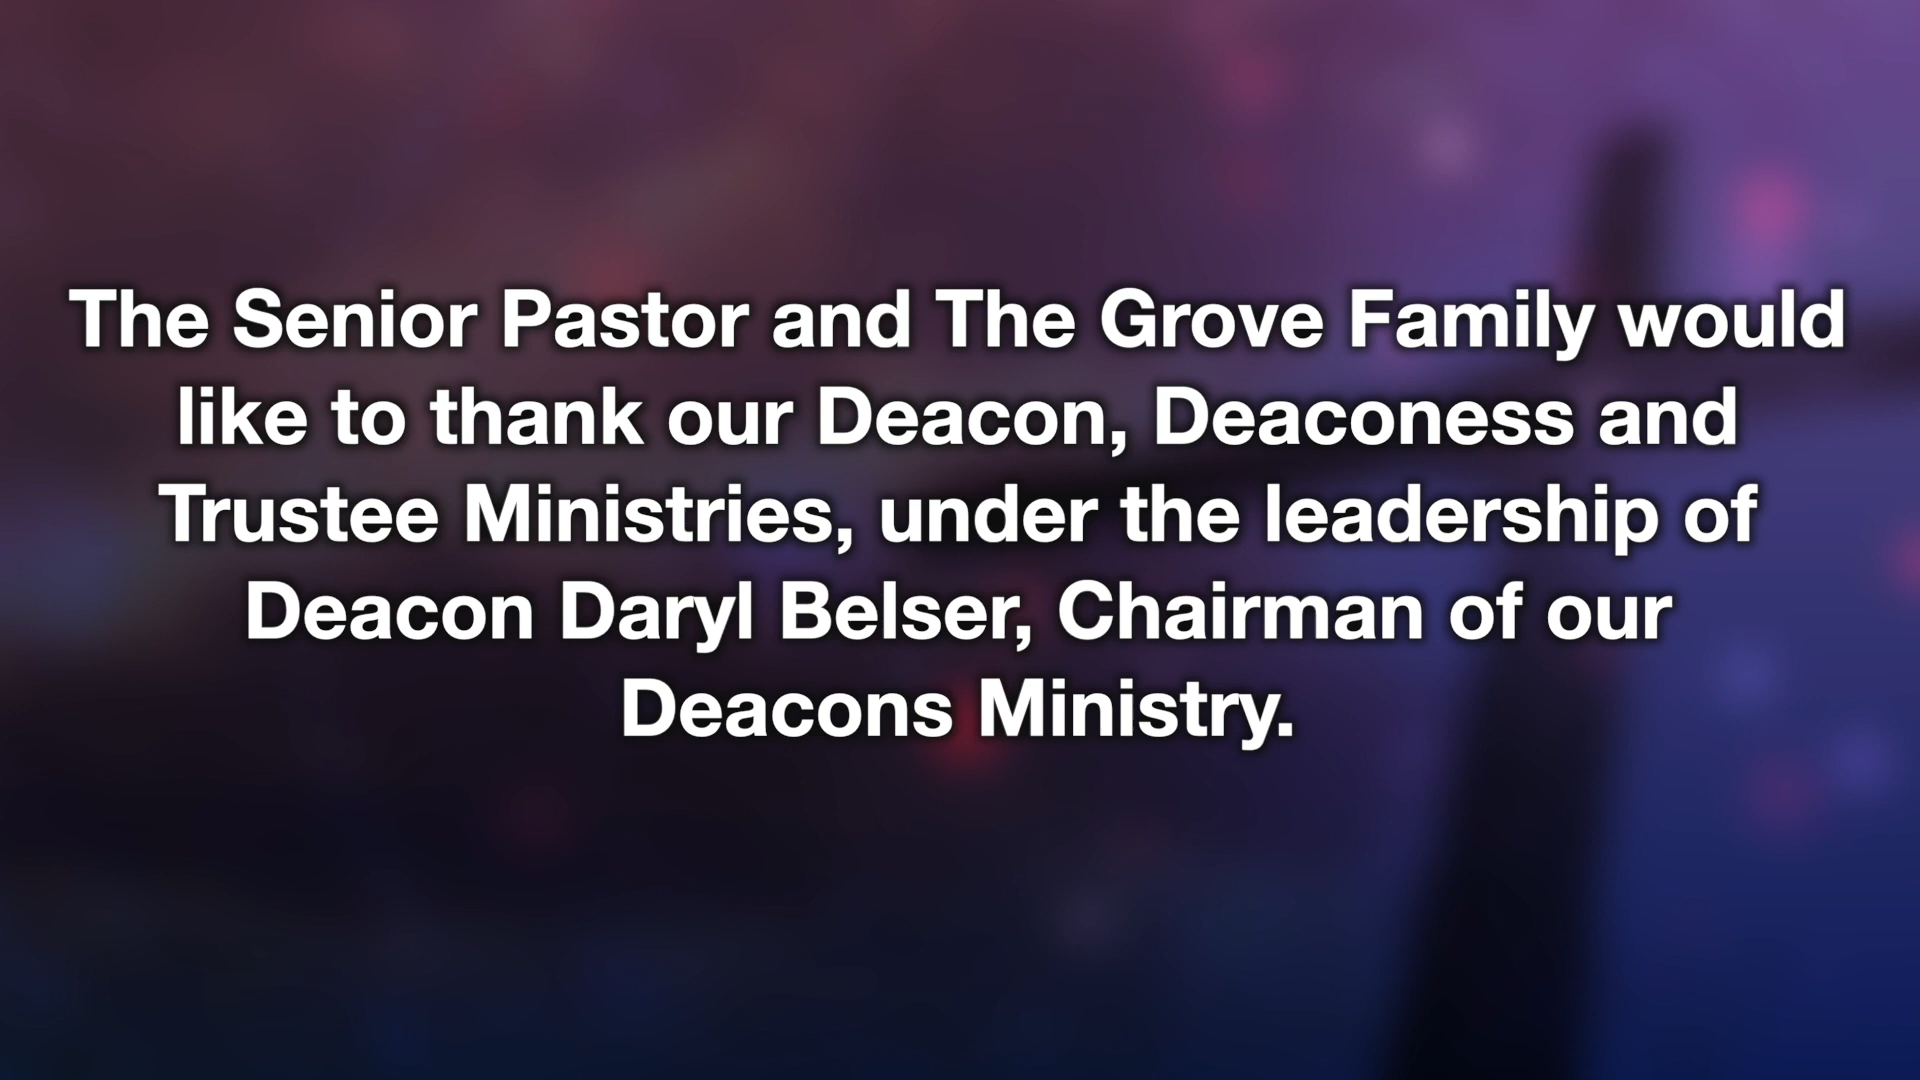 The Senior Pastor and The Grove Family would
like to thank our Deacon, Deaconess and
Trustee Ministries, under the leadership of
Deacon Daryl Belser, Chairman of our
Deacons Ministry.